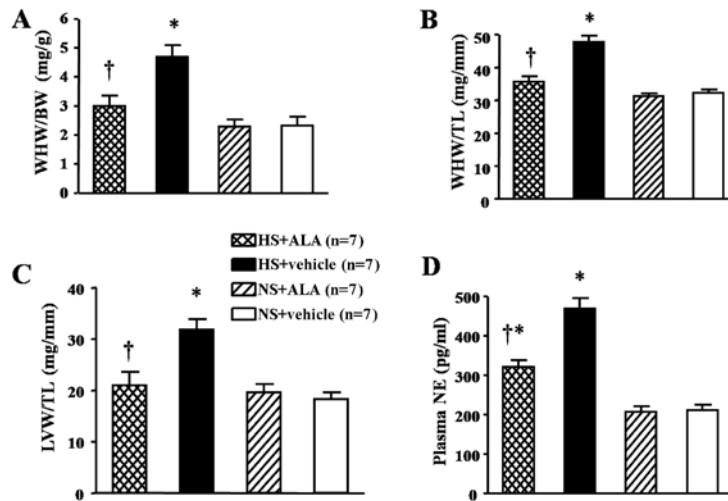 A
WHW/BW (mg/g)
6
5
4
3
2
1
0
†
*
B
WHW/TL (mg/mm)
50
40
30
20
10
0
†
*
HS+ALA (n=7)
HS+vehicle (n=7)
NS+ALA (n=7)
NS+vehicle (n=7)
C
LVW/TL (mg/mm)
40
30
20
10
0
†
*
D
Plasma NE (pg/ml)
500
400
300
200
100
0
†*
*